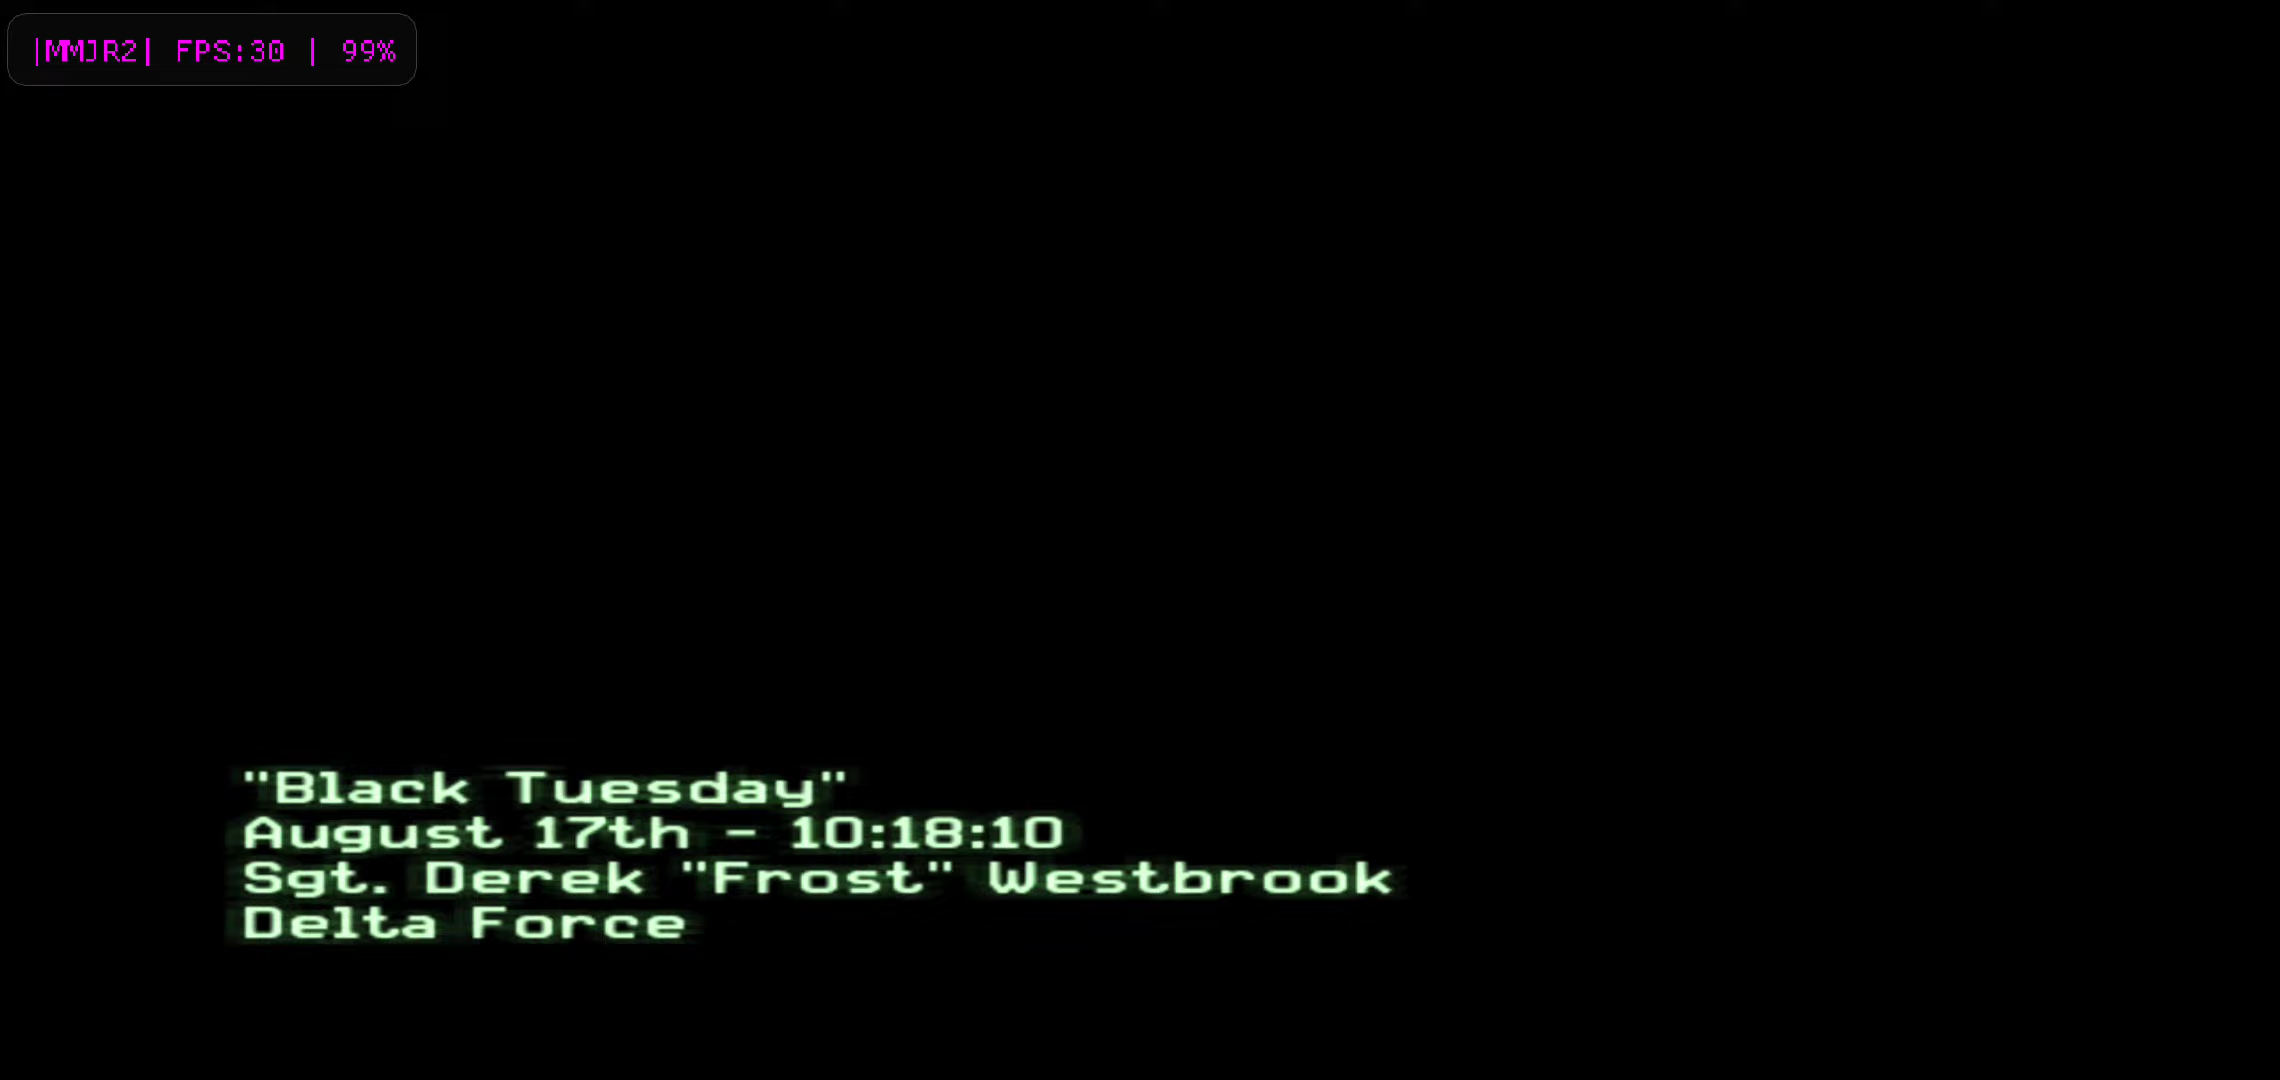 |MMJR2| FPS:30 | 99%
"Black Tuesday"
August 17th - 10:18:10
Sgt. Derek "Frost" Westbrook
Delta Force